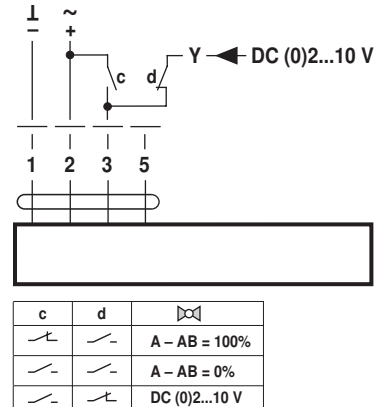 ⊥ ~
− +
c d Y DC (0)2...10 V
1 2 3 5
c d
A – AB = 100%
A – AB = 0%
DC (0)2...10 V